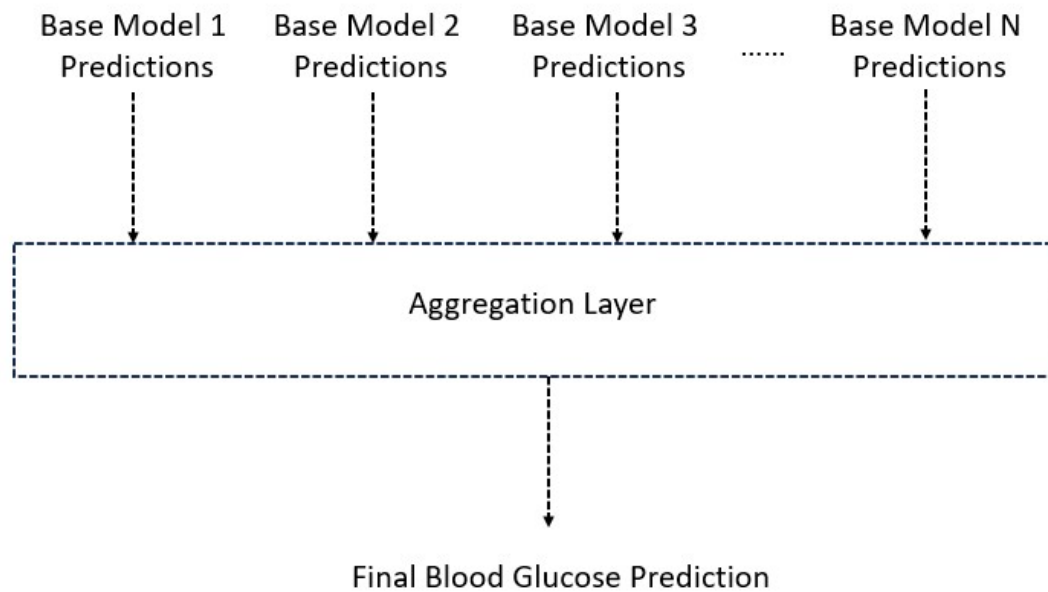 Base Model 1 Base Model 2 Base Model 3 ...... Base Model N
Predictions Predictions Predictions Predictions
Aggregation Layer
Final Blood Glucose Prediction